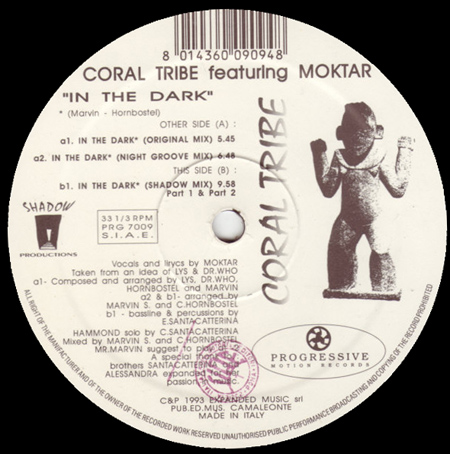 8 014360 090948
CORAL TRIBE featuring MOKTAR
"IN THE DARK"
* (Marvin - Hornbostel)
OTHER SIDE (A) :
a1. IN THE DARK* (ORIGINAL MIX) 5.45
a2. IN THE DARK* (NIGHT GROOVE MIX) 6.48
THIS SIDE (B) :
b1. IN THE DARK* (SHADOW MIX) 9.58
Part 1 & Part 2
SHADOW
PRODUCTIONS
33 1/3 RPM
PRG 7009
S.I.A.E.
CORAL TRIBE
Vocals and lirycs by MOKTAR
Taken from an idea of LYS & DR.WHO
a1- Composed and arranged by LYS, DR.WHO,
HORNBOSTEL and MARVIN
a2 & b1- arranged by
MARVIN S. and C.HORNBOSTEL
b1 - bassline & percussions by
E.SANTACATTERINA
HAMMOND solo by C.SANTACATTERINA
Mixed by MARVIN S. and C.HORNBOSTEL
MR.MARVIN suggest to play
A special than
brothers SANTACATTERINA
ALESSANDRA
passion music.
PROGRESSIVE
MOTION RECORDS
C&P 1993 EXPANDED MUSIC srl
PUB.ED.MUS. CAMALEONTE
MADE IN ITALY
ALL RIGHT OF THE MANUFACTURER AND OF THE OWNER OF THE RECORDED WORK RESERVED UNAUTHORISED PUBLIC PERFORMANCE BROADCASTING AND COPYING OF THE RECORD PROHIBITED